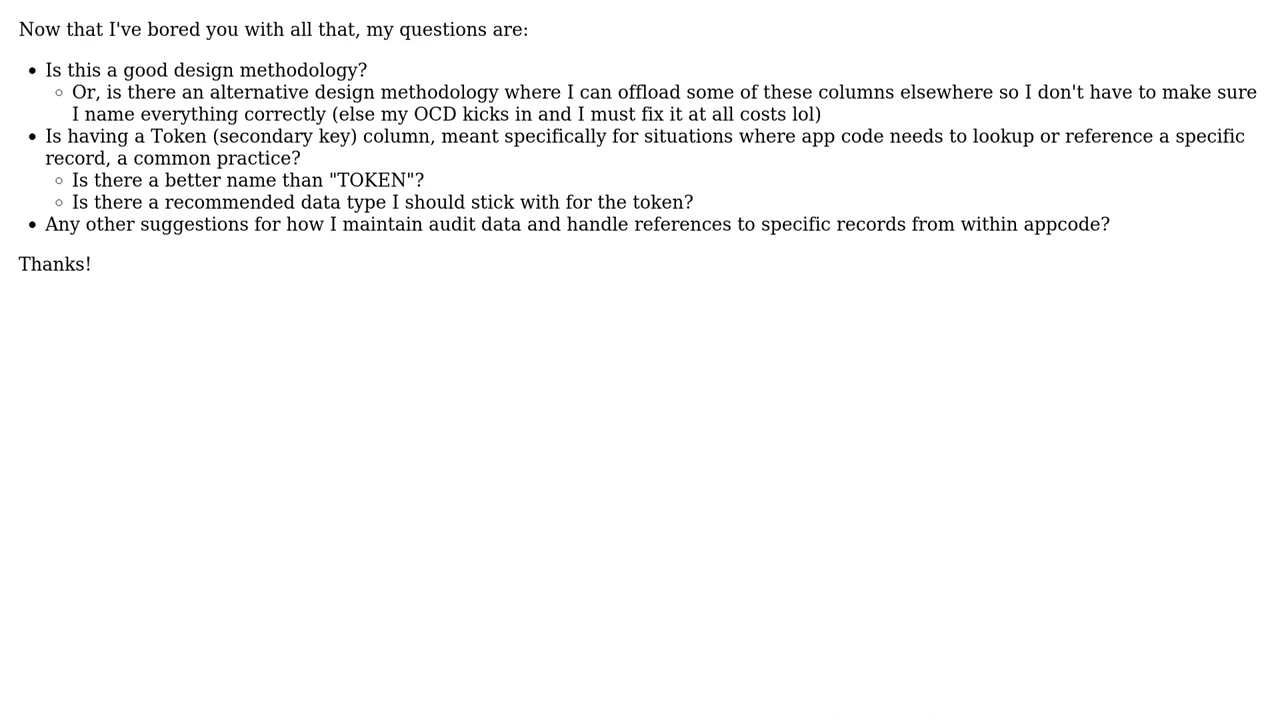 Now that I've bored you with all that, my questions are:
• Is this a good design methodology?
◦ Or, is there an alternative design methodology where I can offload some of these columns elsewhere so I don't have to make sure
I name everything correctly (else my OCD kicks in and I must fix it at all costs lol)
• Is having a Token (secondary key) column, meant specifically for situations where app code needs to lookup or reference a specific
record, a common practice?
◦ Is there a better name than "TOKEN"?
◦ Is there a recommended data type I should stick with for the token?
• Any other suggestions for how I maintain audit data and handle references to specific records from within appcode?
Thanks!